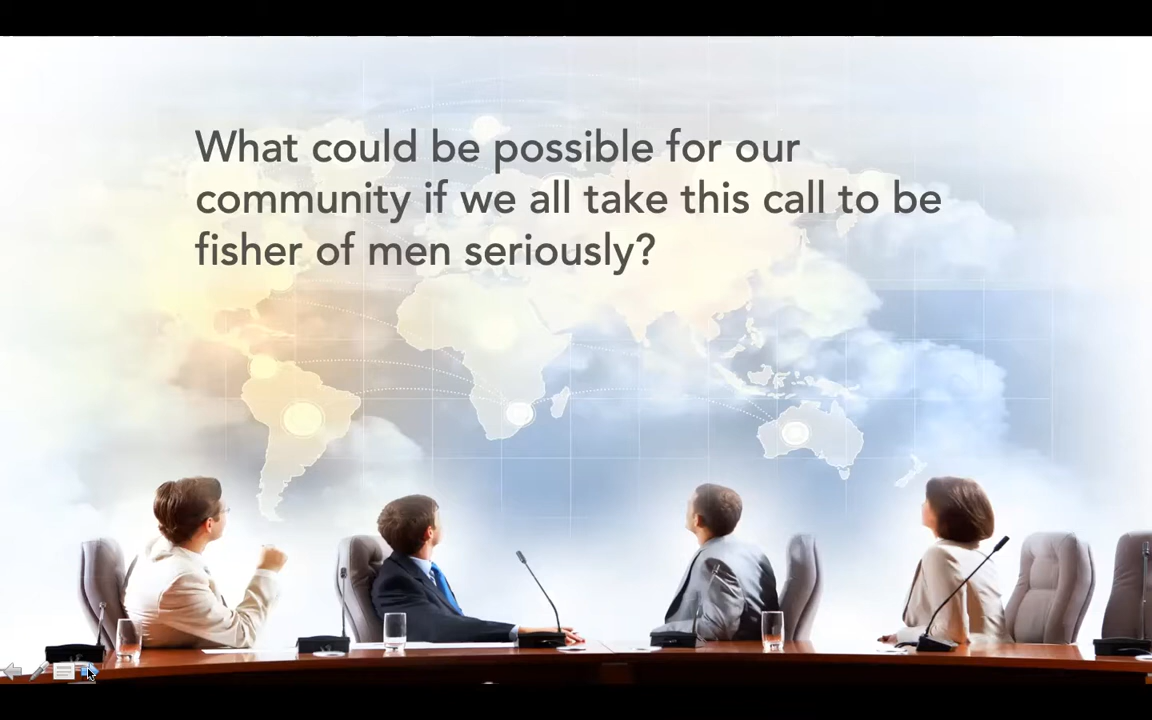 What could be possible for our
community if we all take this call to be
fisher of men seriously?